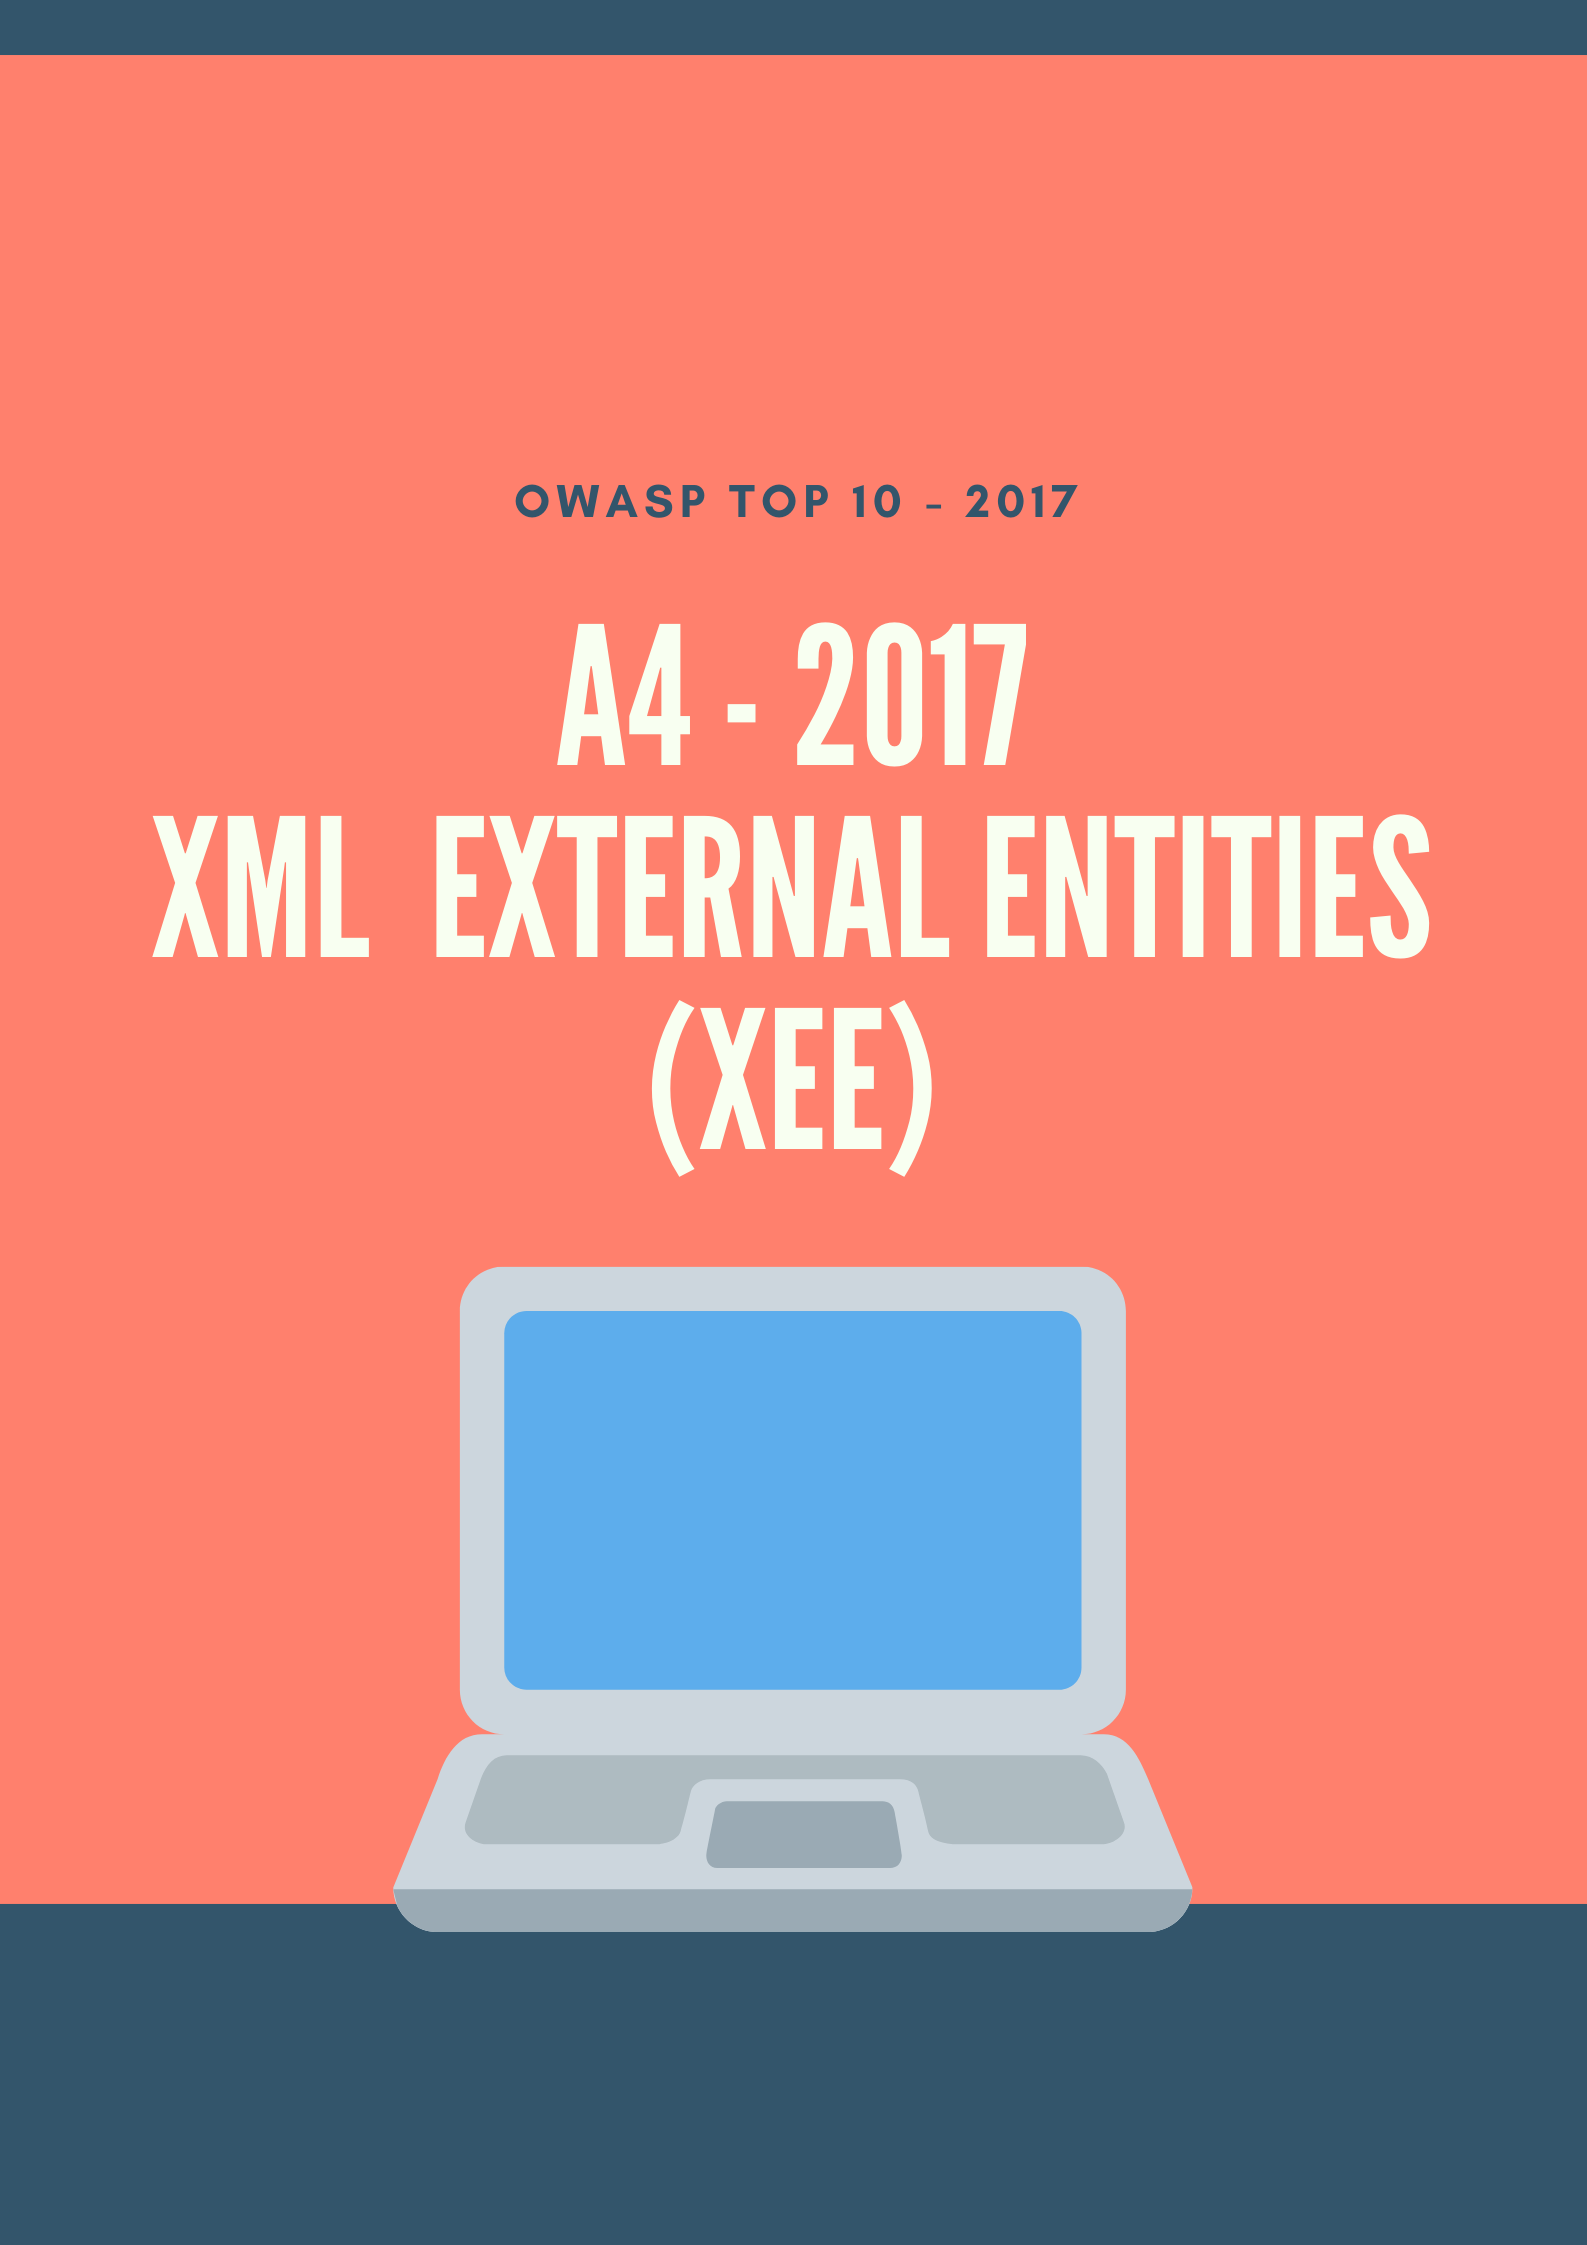 OWASP TOP 10 – 2017
A4 - 2017
XML EXTERNAL ENTITIES
(XEE)